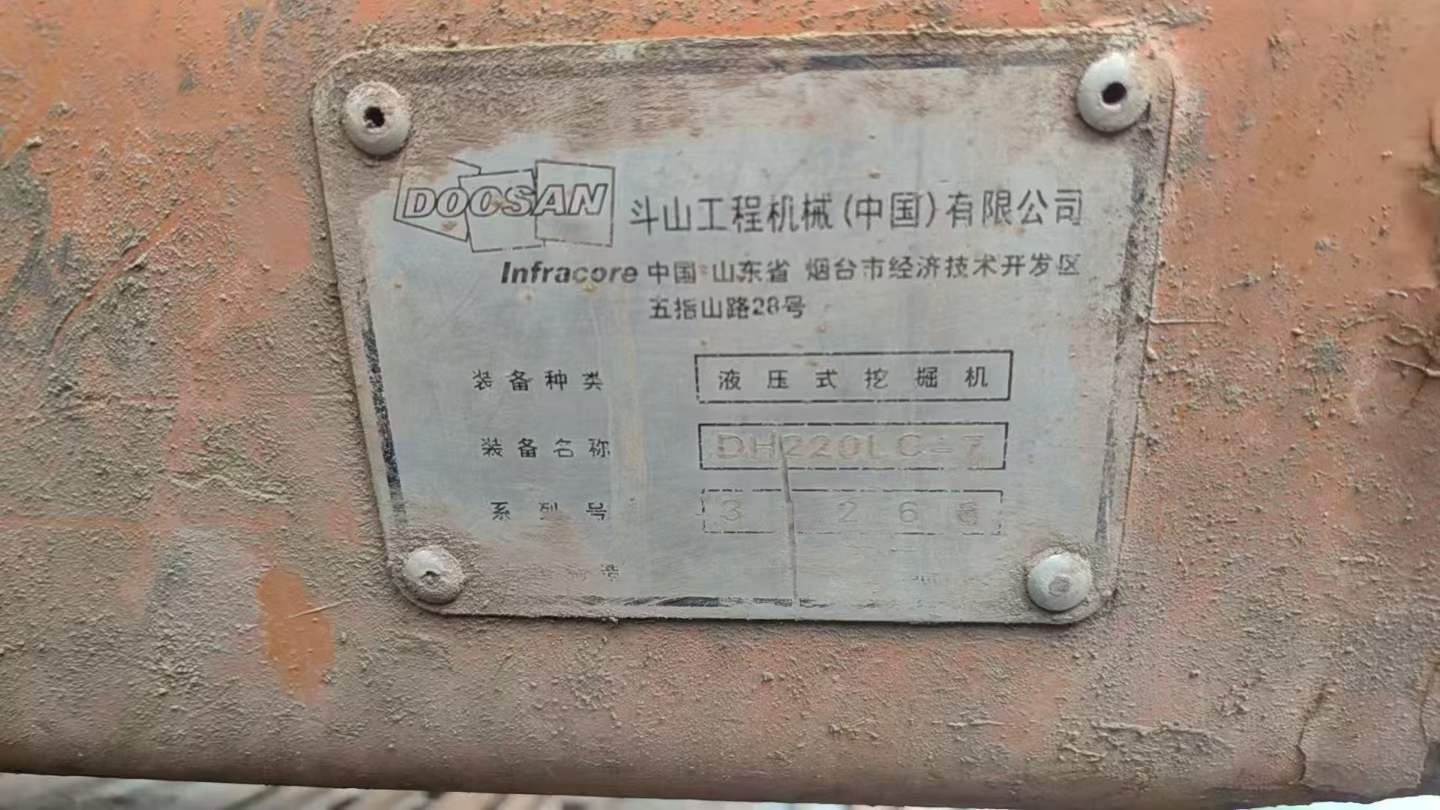 DOOSAN 斗山工程机械(中国)有限公司
Infracore 中国 山东省 烟台市经济技术开发区
五指山路28号
装备种类 液压式挖掘机
装备名称 DH220LC-7
系列号